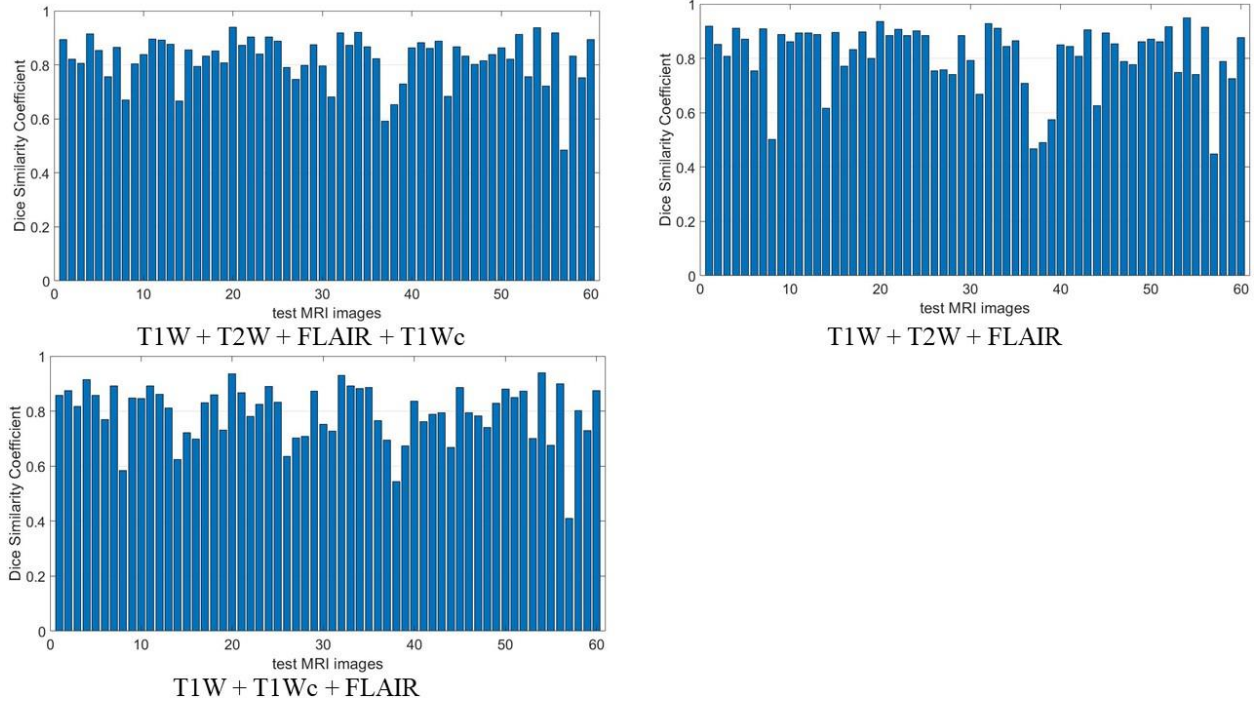 1
0.8
0.6
0.4
0.2
0
Dice Similarity Coefficient
0 10 20 30 40 50 60
test MRI images
T1W + T2W + FLAIR + T1Wc
1
0.8
0.6
0.4
0.2
0
Dice Similarity Coefficient
0 10 20 30 40 50 60
test MRI images
T1W + T2W + FLAIR
1
0.8
0.6
0.4
0.2
0
Dice Similarity Coefficient
0 10 20 30 40 50 60
test MRI images
T1W + T1Wc + FLAIR